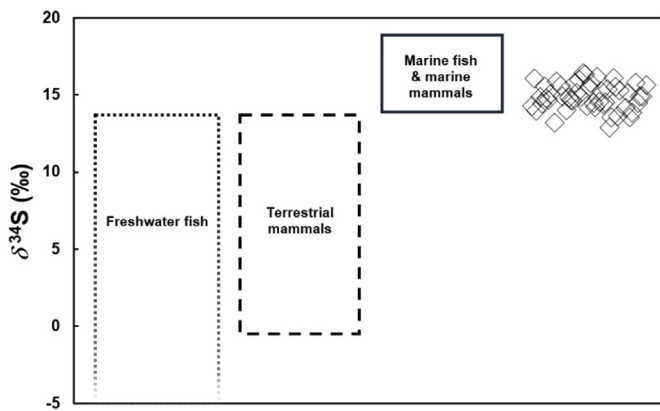 20
15
10
5
0
-5
δ34S (‰)
Freshwater fish
Terrestrial
mammals
Marine fish
& marine
mammals